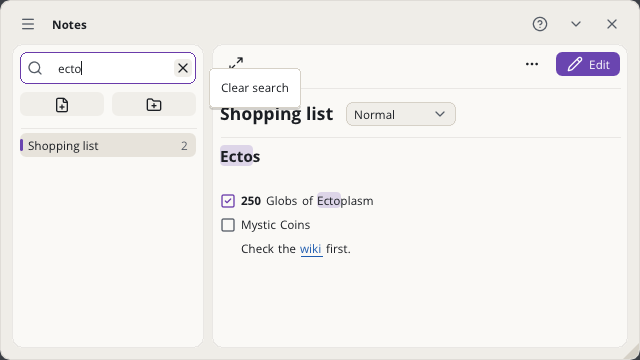 Notes
ecto
Clear search
Edit
Shopping list
2
Shopping list
Normal
Ectos
250 Globs of Ectoplasm
Mystic Coins
Check the wiki first.